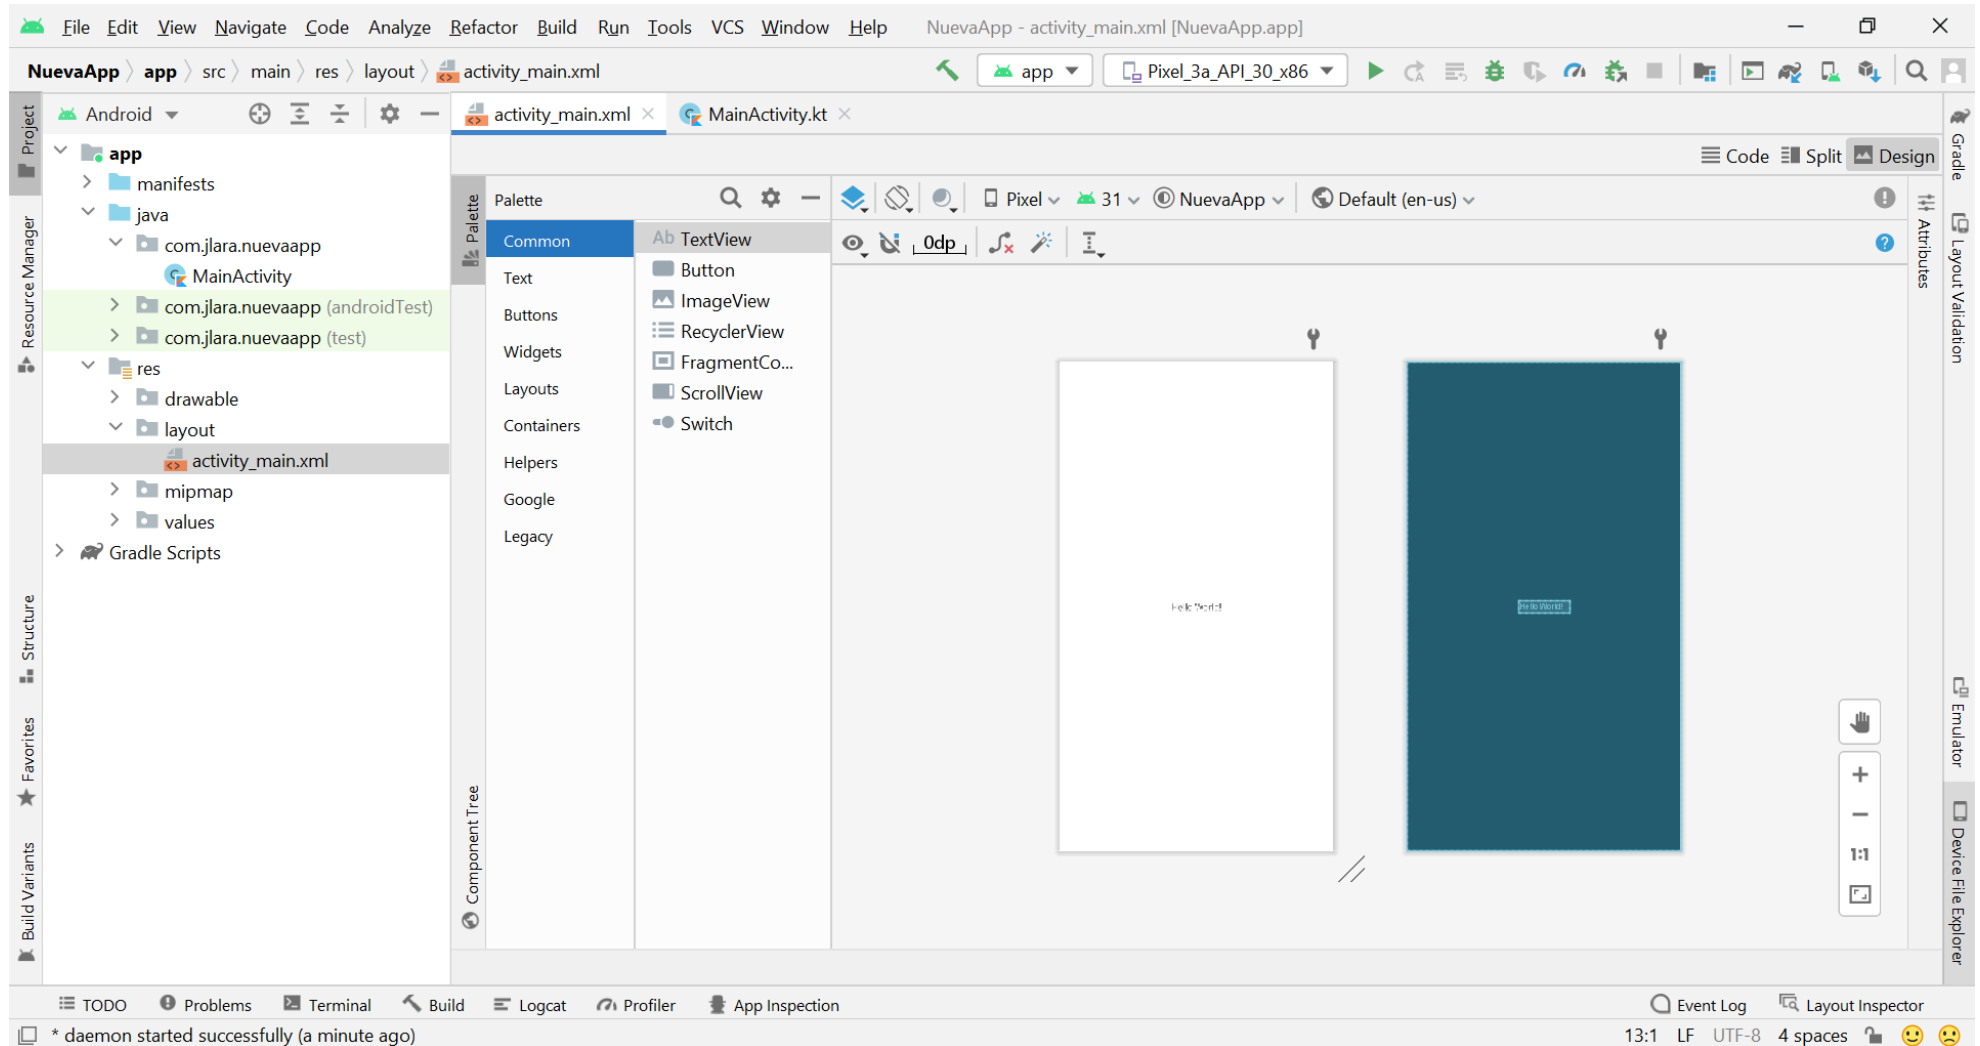 File Edit View Navigate Code Analyze Refactor Build Run Tools VCS Window Help NuevaApp - activity_main.xml [NuevaApp.app]
NuevaApp app src main res layout activity_main.xml app Pixel_3a_API_30_x86
Project
Resource Manager
Structure
Favorites
Build Variants
Android
app
manifests
java
com.jlara.nuevaapp
MainActivity
com.jlara.nuevaapp (androidTest)
com.jlara.nuevaapp (test)
res
drawable
layout
activity_main.xml
mipmap
values
Gradle Scripts
activity_main.xml MainActivity.kt
Code Split Design
Palette
Component Tree
Palette
Common
Text
Buttons
Widgets
Layouts
Containers
Helpers
Google
Legacy
Ab TextView
Button
ImageView
RecyclerView
FragmentCo...
ScrollView
Switch
Pixel 31 NuevaApp Default (en-us)
0dp
Hello World!
Hello World!
1:1
Attributes
Gradle
Layout Validation
Emulator
Device File Explorer
TODO Problems Terminal Build Logcat Profiler App Inspection Event Log Layout Inspector
* daemon started successfully (a minute ago) 13:1 LF UTF-8 4 spaces